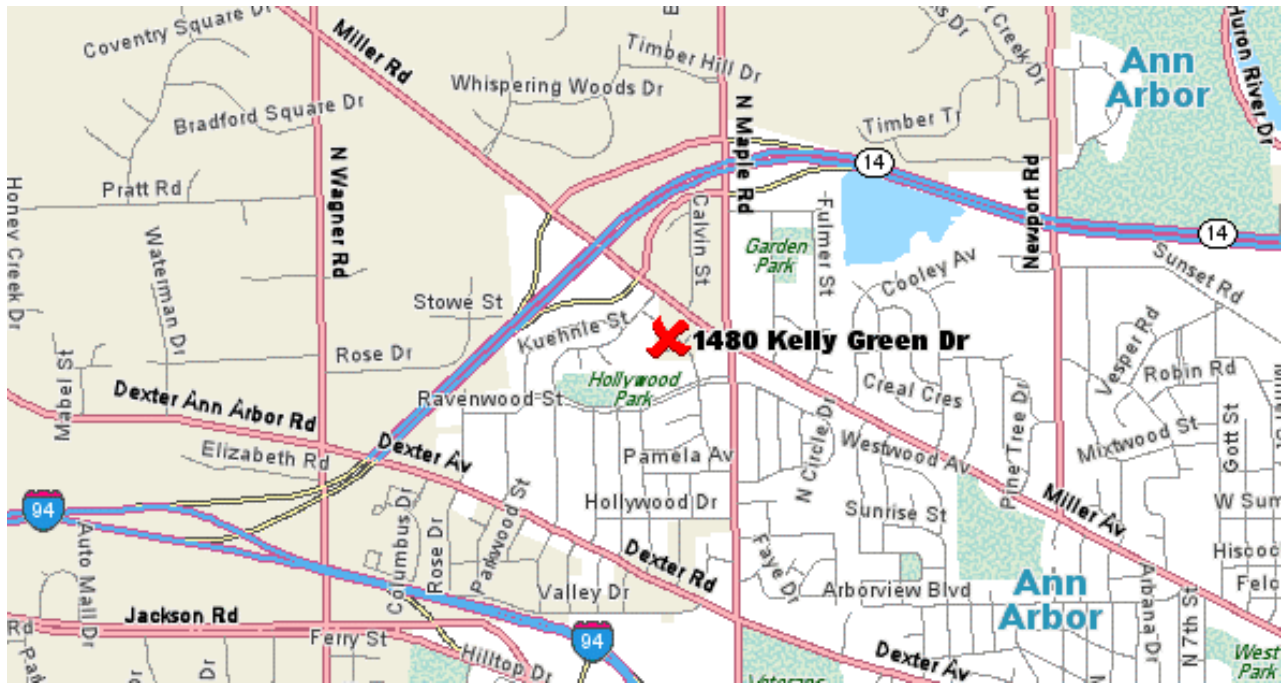 Coventry Square Dr
Miller Rd
Timber Hill Dr
Whispering Woods Dr
Creek Dr
Ann
Arbor
Huron River Dr
Bradford Square Dr
N Maple Rd
Timber Tr
14
Pratt Rd
N Wagner Rd
Honey Creek Dr
Waterman Dr
Calvin St
Fulmer St
Garden
Park
Newport Rd
14
Cooley Av
Sunset Rd
Stowe St
Kuehnle St
1480 Kelly Green Dr
Rose Dr
Mabel St
Vesper Rd
Robin Rd
Hollywood
Park
Creal Cres
Ravenwood St
Dexter Ann Arbor Rd
Dexter Av
Elizabeth Rd
Pamela Av
N Circle Dr
Westwood Av
Pine Tree Dr
Mixtwood St
Gott St
94
Auto Mall Dr
Columbus Dr
Rose Dr
Parkwood St
Hollywood Dr
Sunrise St
Miller Av
W Sun
Dexter Rd
Faye Dr
Hiscoc
Feld
Valley Dr
Arborview Blvd
Ann
Arbor
Arbana Dr
N 7th St
Jackson Rd
Rd
Ferry St
94
Hilltop Dr
Dexter Av
West
Park
Dr
Dr
Veterans